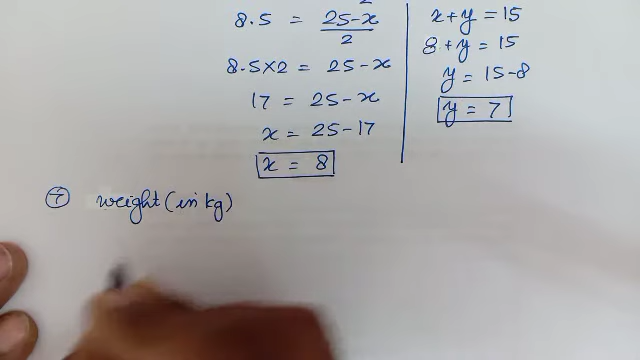 8.5 = 25-x / 2
8.5×2 = 25-x
17 = 25-x
x = 25-17
x = 8
x+y = 15
8+y = 15
y = 15-8
y = 7
⑦ weight (in kg)